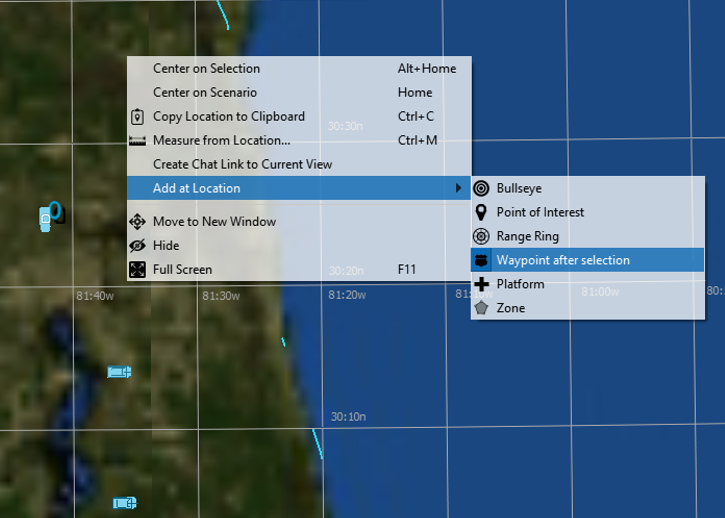 Center on Selection Alt+Home
Center on Scenario Home
Copy Location to Clipboard Ctrl+C
30:30n
Measure from Location... Ctrl+M
Create Chat Link to Current View
Add at Location
Bullseye
Point of Interest
Move to New Window
Range Ring
Hide
Waypoint after selection
Full Screen F11
30:20n
Platform
81:40w 81:30w 81:20w 81:10w 81:00w 80:
Zone
30:10n